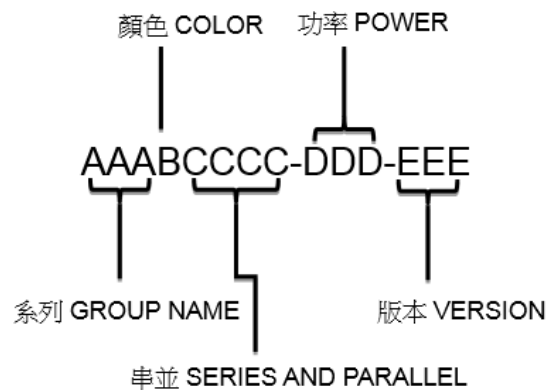 顏色 COLOR
功率 POWER
AAABCCCC-DDD-EEE
系列 GROUP NAME
版本 VERSION
串並 SERIES AND PARALLEL